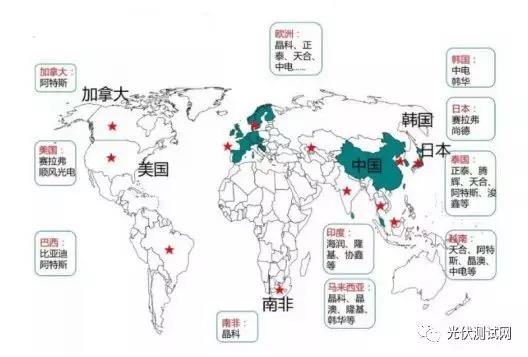 欧洲：
晶科、正
泰、天合、
中电……
加拿大：
阿特斯
加拿大
韩国：
中电
韩华
韩国
日本：
赛拉弗
尚德
日本
美国：
赛拉弗
顺风光电
美国
中国
泰国：
正泰、腾
辉、天合、
阿特斯、浚
鑫等
巴西：
比亚迪
阿特斯
印度：
海润、隆
基、协鑫
等
越南：
天合、阿特
斯、晶澳、
中电等
马来西亚：
晶科、晶
澳、隆基、
韩华等
南非
南非：
晶科
光伏测试网